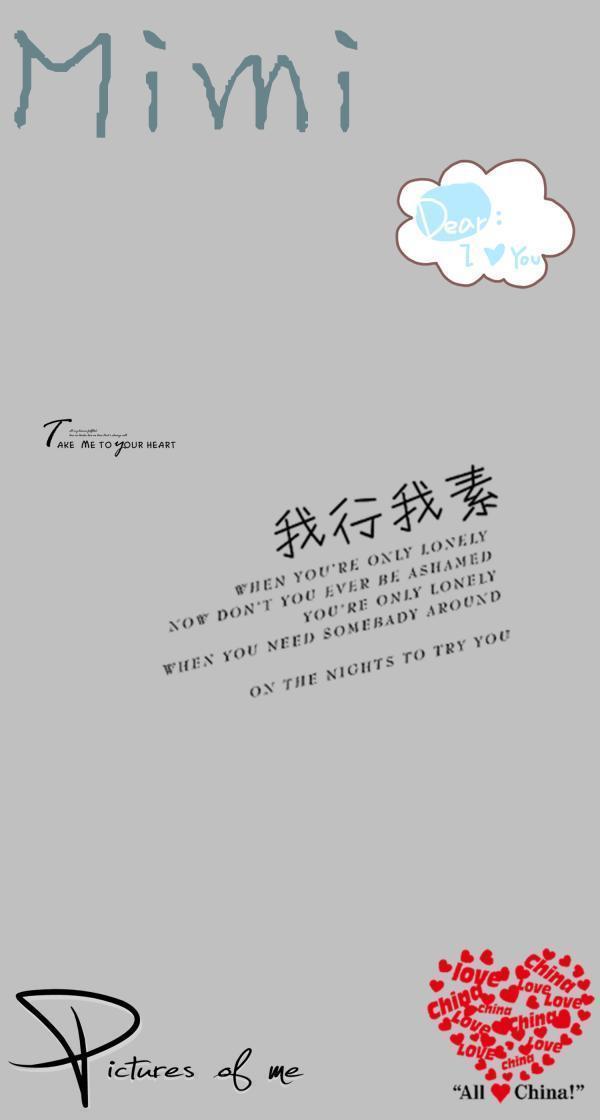 Mimi
Dear:
I ♥ You
TAKE ME TO YOUR HEART
我行我素
WHEN YOU'RE ONLY LONELY
NOW DON'T YOU EVER BE ASHAMED
YOU'RE ONLY LONELY
WHEN YOU NEED SOMEBADY AROUND
ON THE NIGHTS TO TRY YOU
love
China
China
Love
Love
china
Love
China
Love
Love
china
Pictures of me
“All ♥ China!”